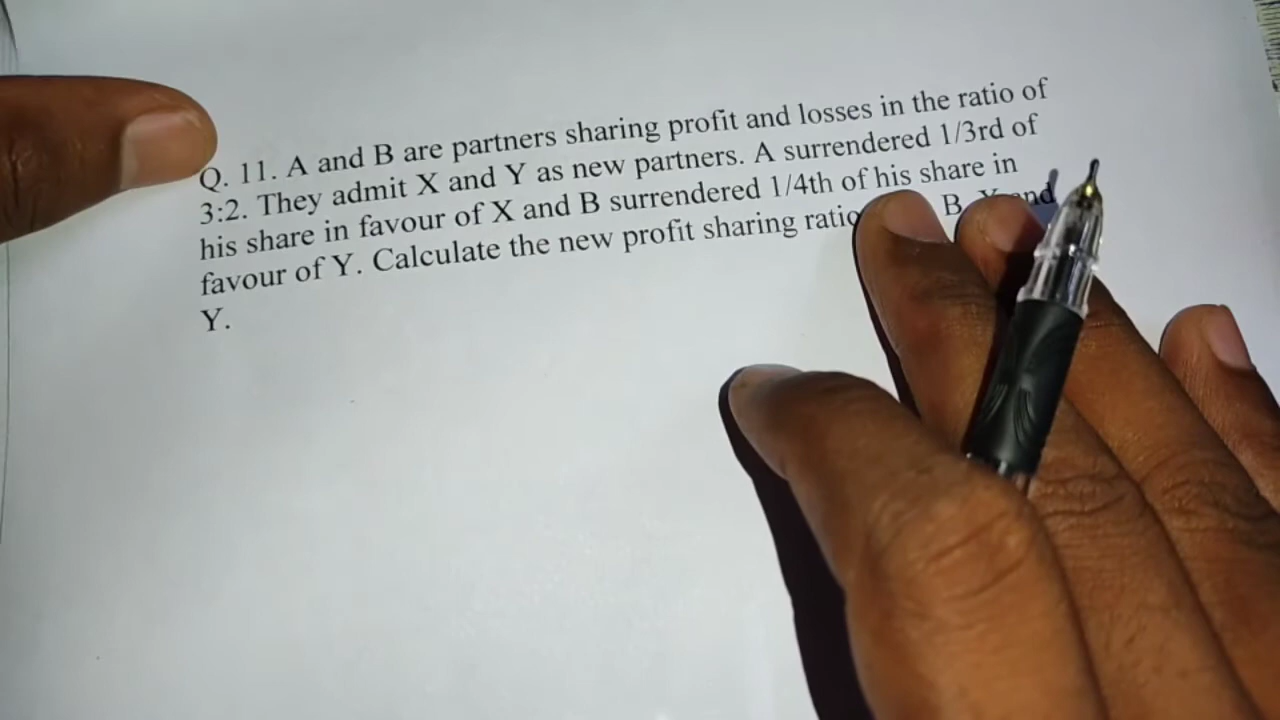 Q. 11. A and B are partners sharing profit and losses in the ratio of
3:2. They admit X and Y as new partners. A surrendered 1/3rd of
his share in favour of X and B surrendered 1/4th of his share in
favour of Y. Calculate the new profit sharing ratio B, and
Y.